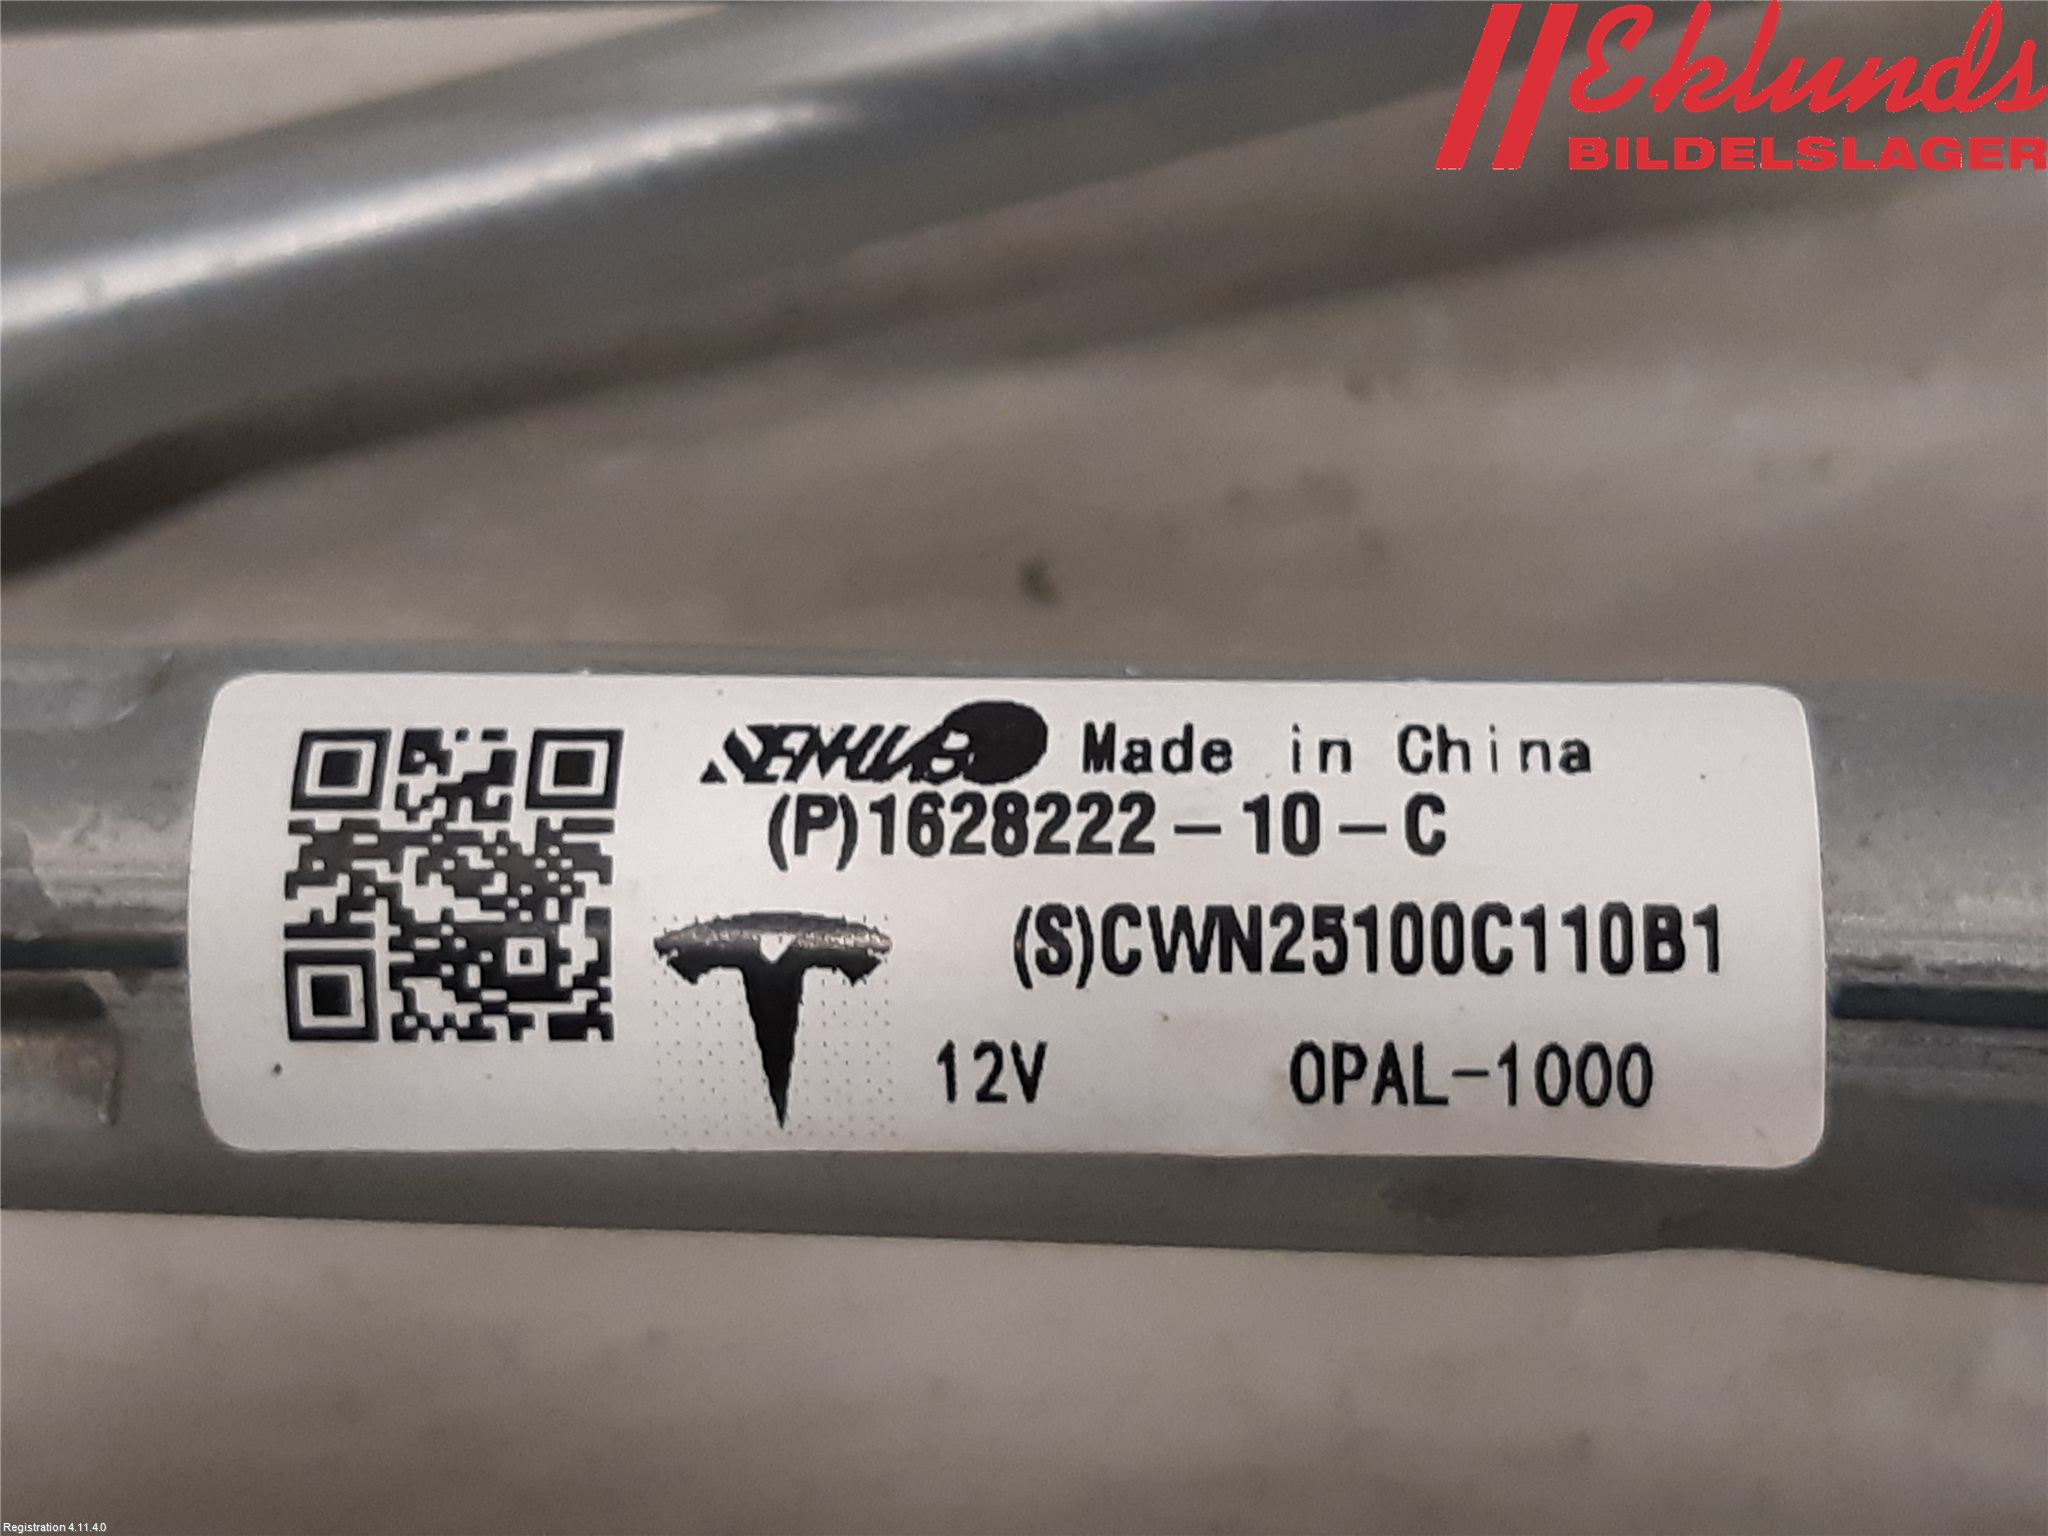 Eklunds
BILDELSLAGER
Made in China
(P)1628222-10-C
(S)CWN25100C110B1
12V OPAL-1000
Registration 4.11.4.0